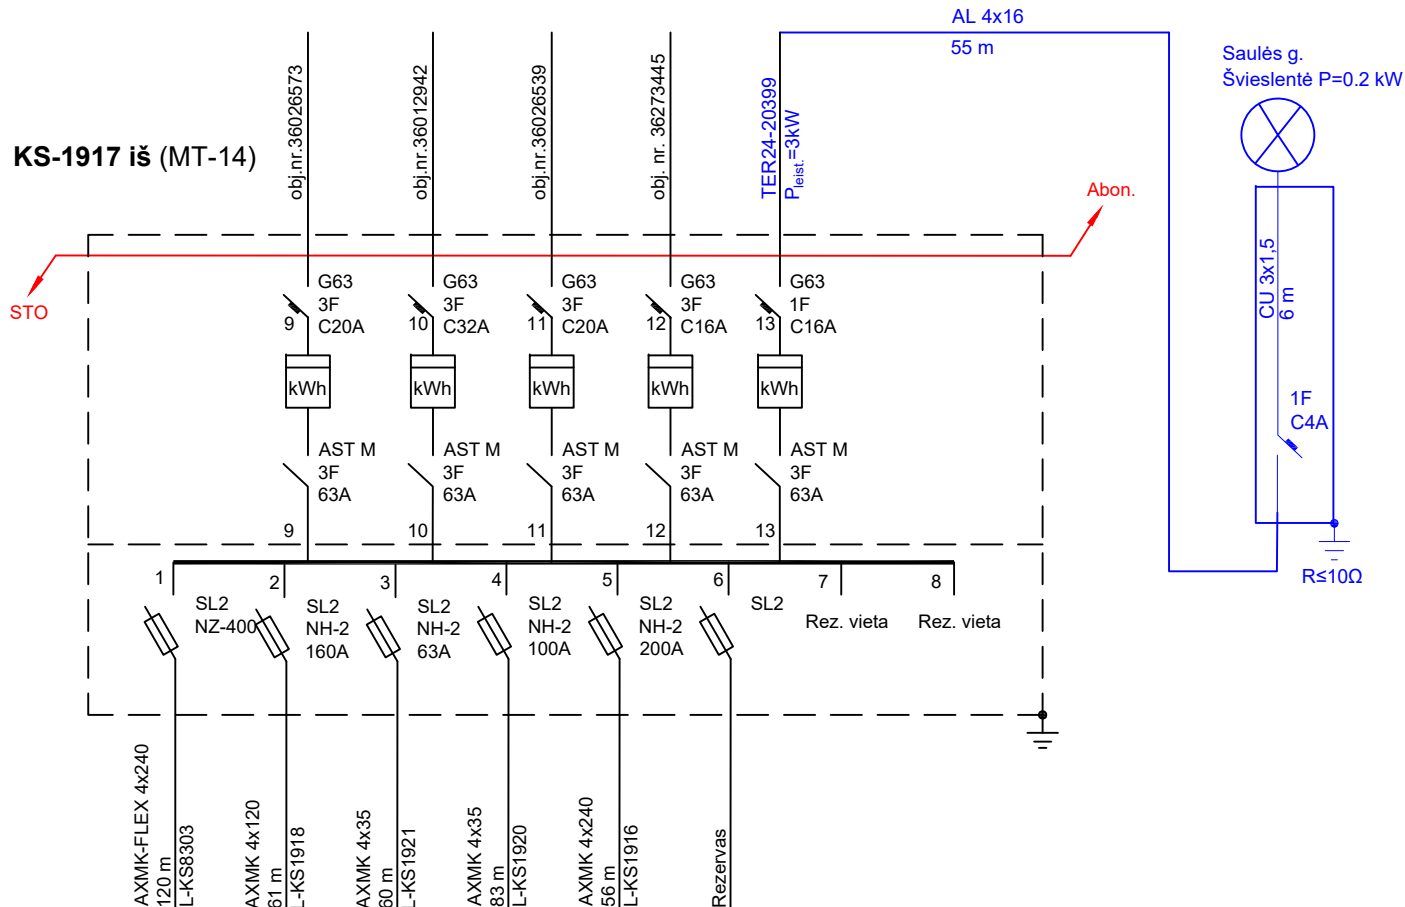 AL 4x16
55 m
Saulės g.
Švieslentė P=0.2 kW
KS-1917 iš (MT-14)
obj.nr.36026573
obj.nr.36012942
obj.nr.36026539
obj. nr. 36273445
TER24-20399
Pleist.=3kW
Abon.
STO
G63
3F
C20A
9
G63
3F
C32A
10
G63
3F
C20A
11
G63
3F
C16A
12
G63
1F
C16A
13
kWh
kWh
kWh
kWh
kWh
AST M
3F
63A
9
AST M
3F
63A
10
AST M
3F
63A
11
AST M
3F
63A
12
AST M
3F
63A
13
CU 3x1,5
6 m
1F
C4A
R≤10Ω
1
SL2
NZ-400
2
SL2
NH-2
160A
3
SL2
NH-2
63A
4
SL2
NH-2
100A
5
SL2
NH-2
200A
6
SL2
7
Rez. vieta
8
Rez. vieta
AXMK-FLEX 4x240
120 m
L-KS8303
AXMK 4x120
61 m
L-KS1918
AXMK 4x35
60 m
L-KS1921
AXMK 4x35
83 m
L-KS1920
AXMK 4x240
56 m
L-KS1916
Rezervas